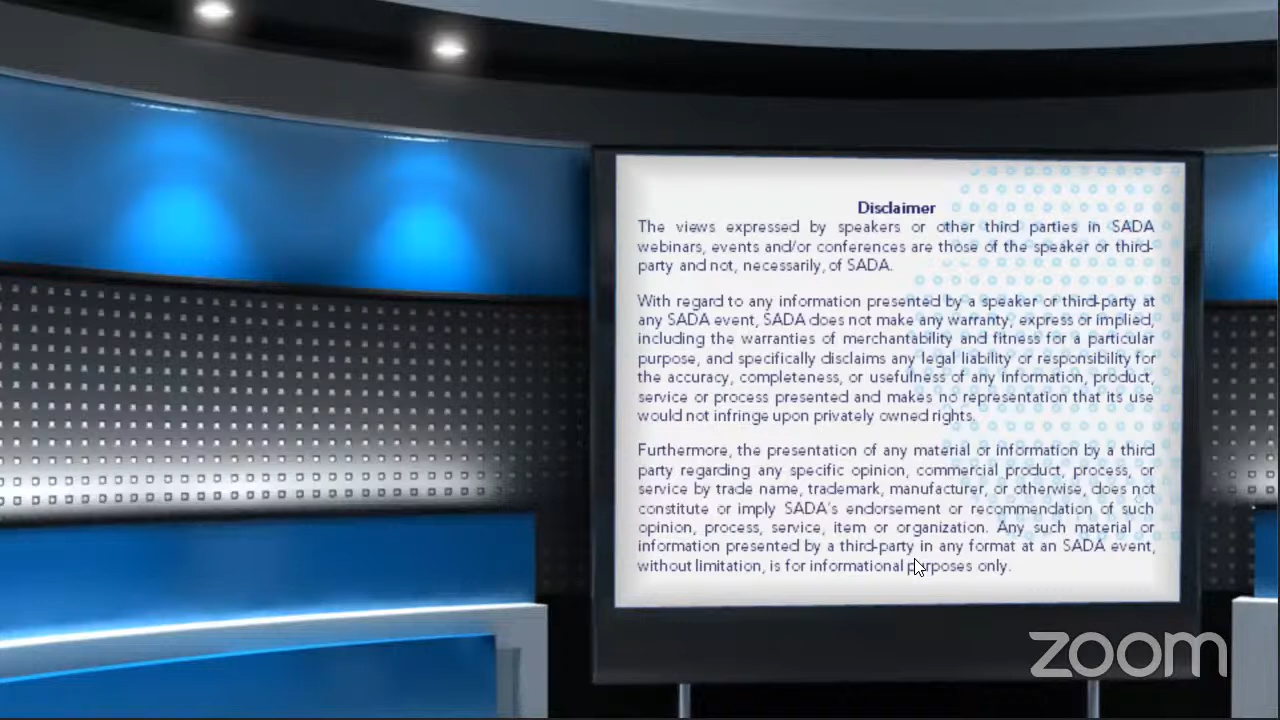 Disclaimer
The views expressed by speakers or other third parties in SADA
webinars, events and/or conferences are those of the speaker or third-
party and not, necessarily, of SADA.
With regard to any information presented by a speaker or third-party at
any SADA event, SADA does not make any warranty, express or implied,
including the warranties of merchantability and fitness for a particular
purpose, and specifically disclaims any legal liability or responsibility for
the accuracy, completeness, or usefulness of any information, product,
service or process presented and makes no representation that its use
would not infringe upon privately owned rights.
Furthermore, the presentation of any material or information by a third
party regarding any specific opinion, commercial product, process, or
service by trade name, trademark, manufacturer, or otherwise, does not
constitute or imply SADA's endorsement or recommendation of such
opinion, process, service, item or organization. Any such material or
information presented by a third-party in any format at an SADA event,
without limitation, is for informational purposes only.
zoom